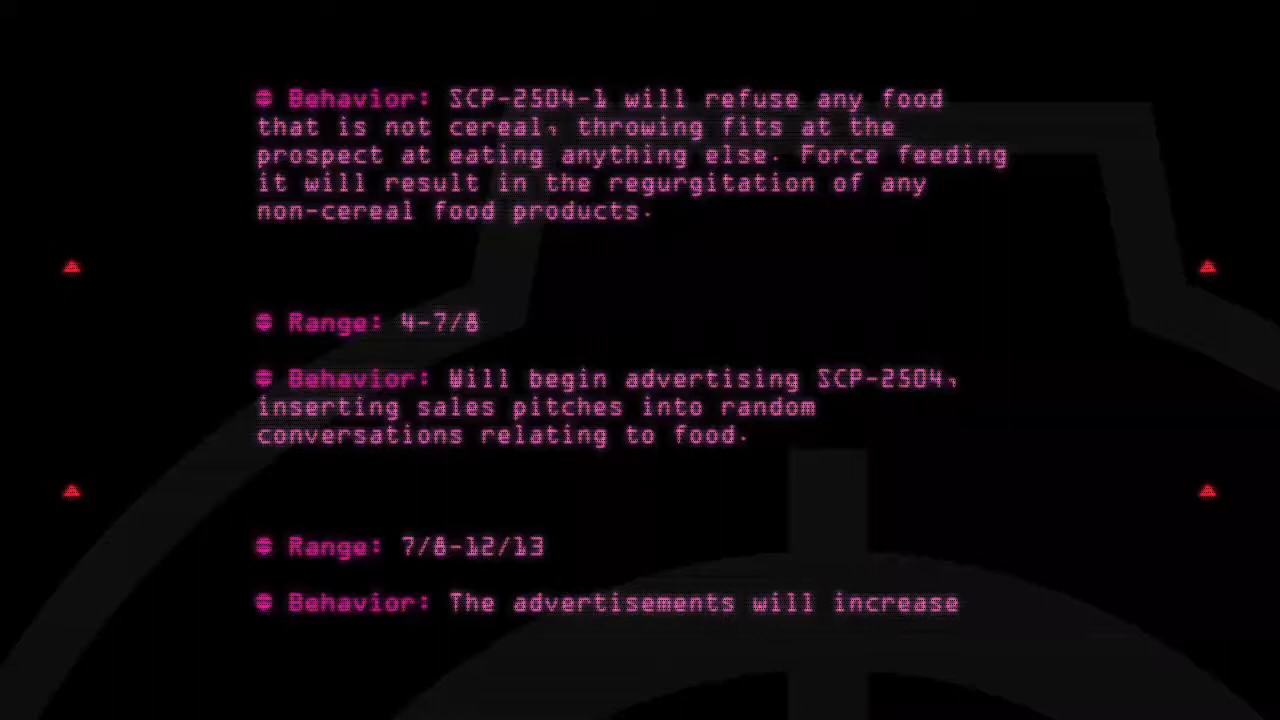 Behavior: SCP-2504-1 will refuse any food
that is not cereal, throwing fits at the
prospect at eating anything else. Force feeding
it will result in the regurgitation of any
non-cereal food products.
Range: 4-7/8
Behavior: Will begin advertising SCP-2504,
inserting sales pitches into random
conversations relating to food.
Range: 7/8-12/13
Behavior: The advertisements will increase